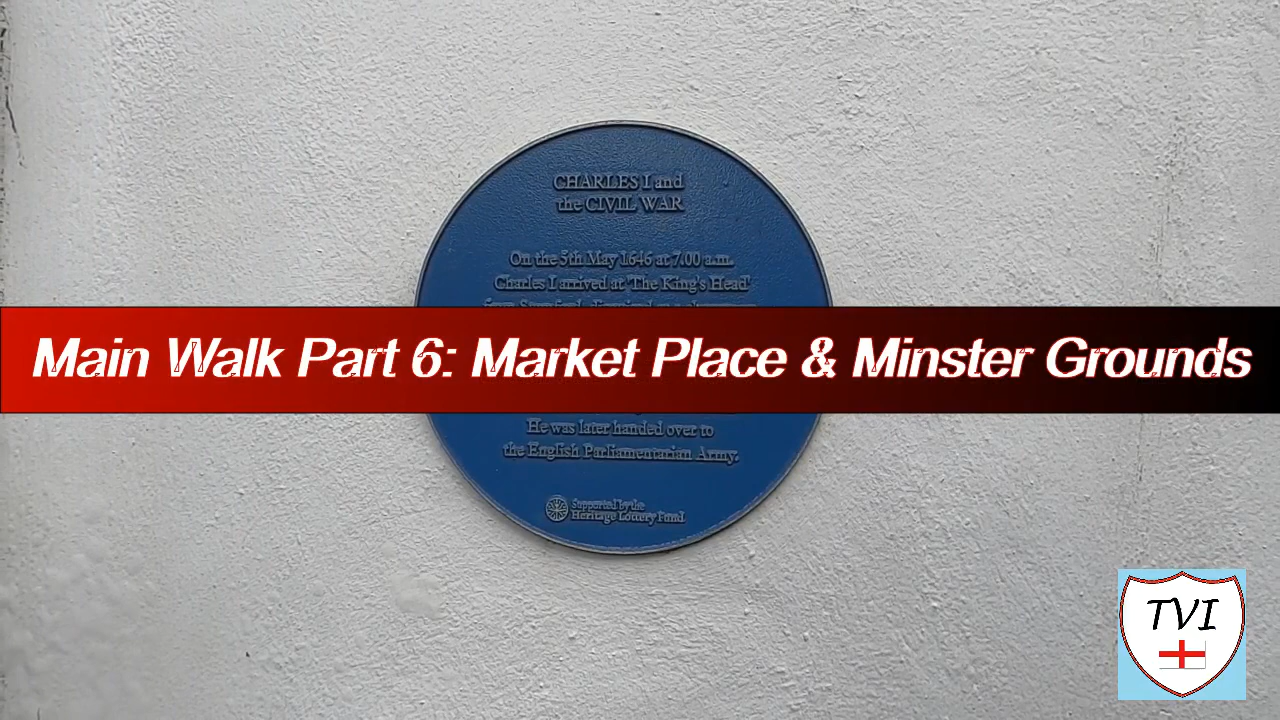 CHARLES I and
the CIVIL WAR
On the 5th May 1646 at 7.00 a.m.
Charles I arrived at 'The King's Head'
Main Walk Part 6: Market Place & Minster Grounds
He was later handed over to
the English Parliamentarian Army.
Supported by the
Heritage Lottery Fund
TVI